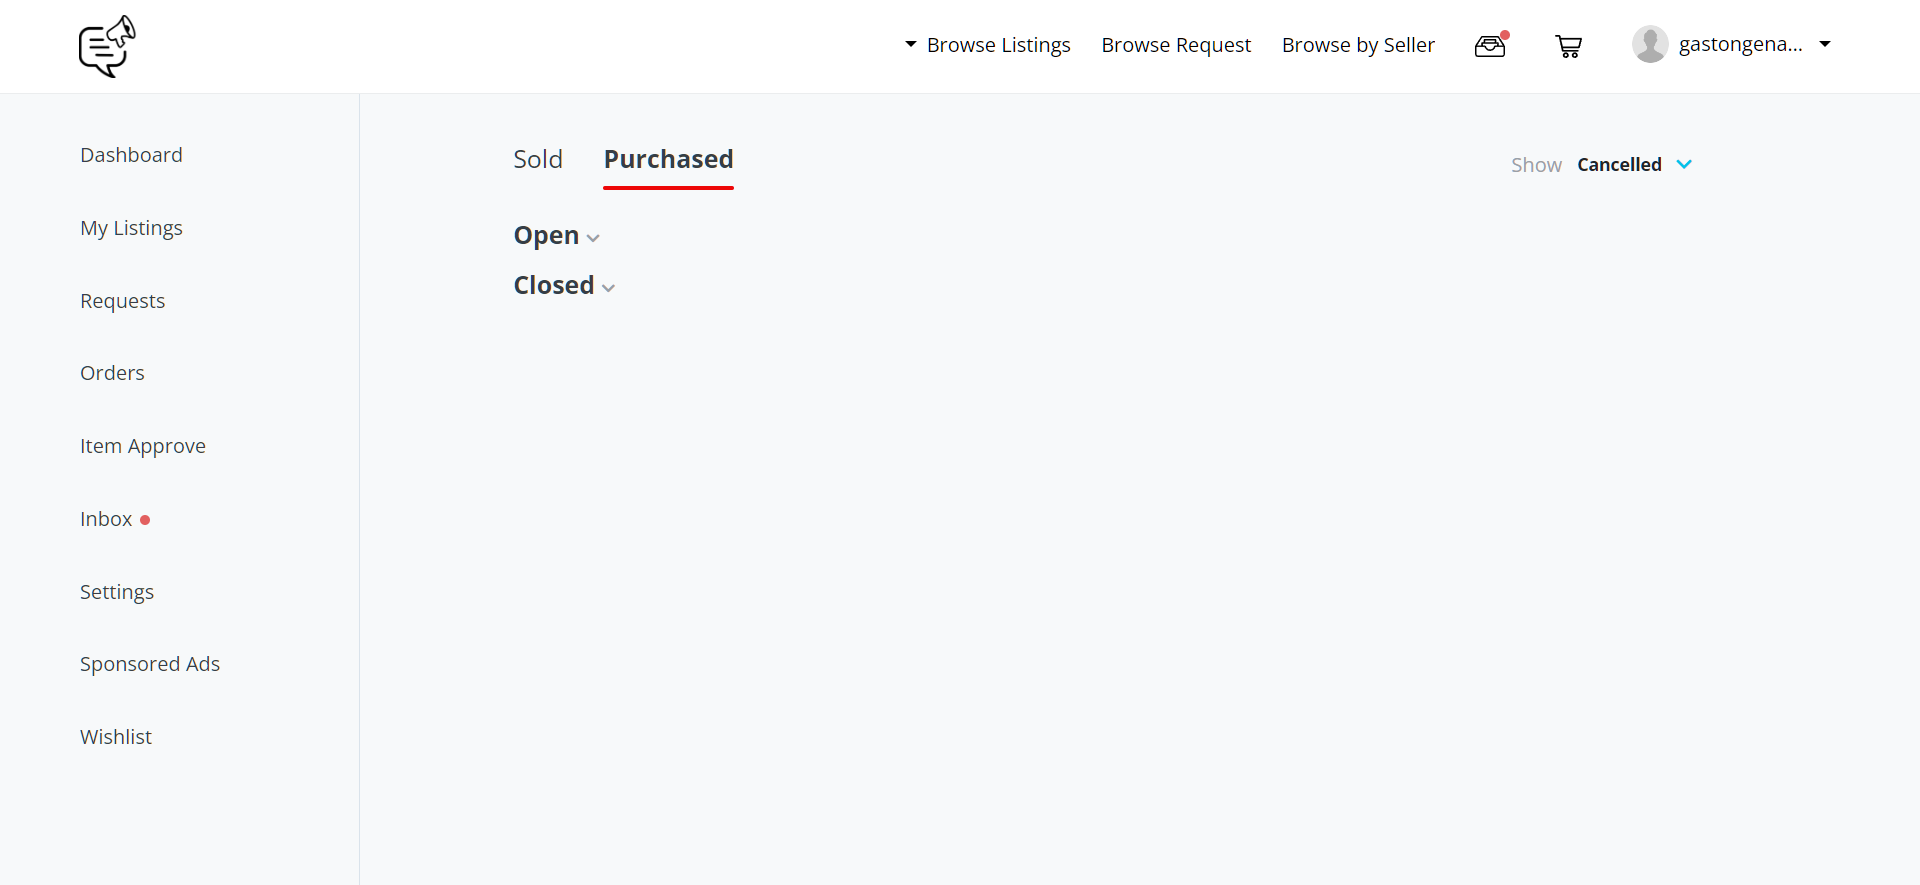 Browse Listings
Browse Request
Browse by Seller
gastongena...
Dashboard
My Listings
Requests
Orders
Item Approve
Inbox
Settings
Sponsored Ads
Wishlist
Sold
Purchased
Show Cancelled
Open
Closed